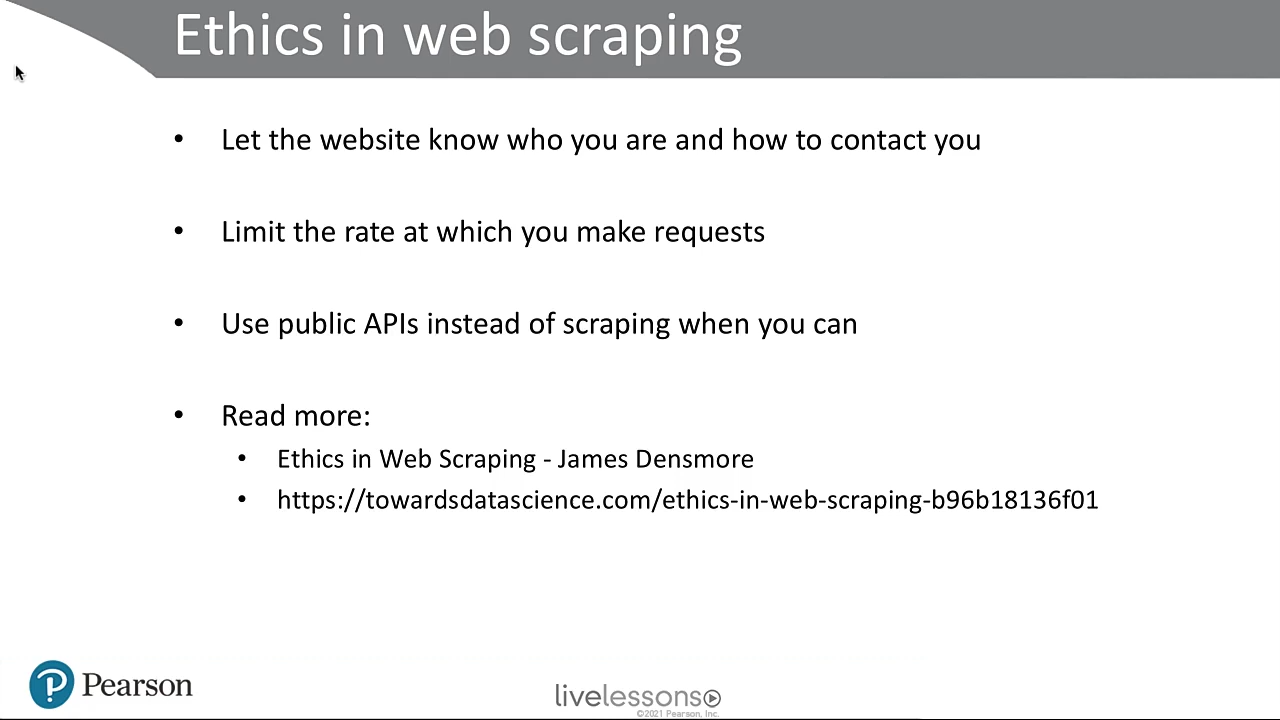 Ethics in web scraping
• Let the website know who you are and how to contact you
• Limit the rate at which you make requests
• Use public APIs instead of scraping when you can
• Read more:
• Ethics in Web Scraping - James Densmore
• https://towardsdatascience.com/ethics-in-web-scraping-b96b18136f01
Pearson
livelessons
©2021 Pearson, Inc.